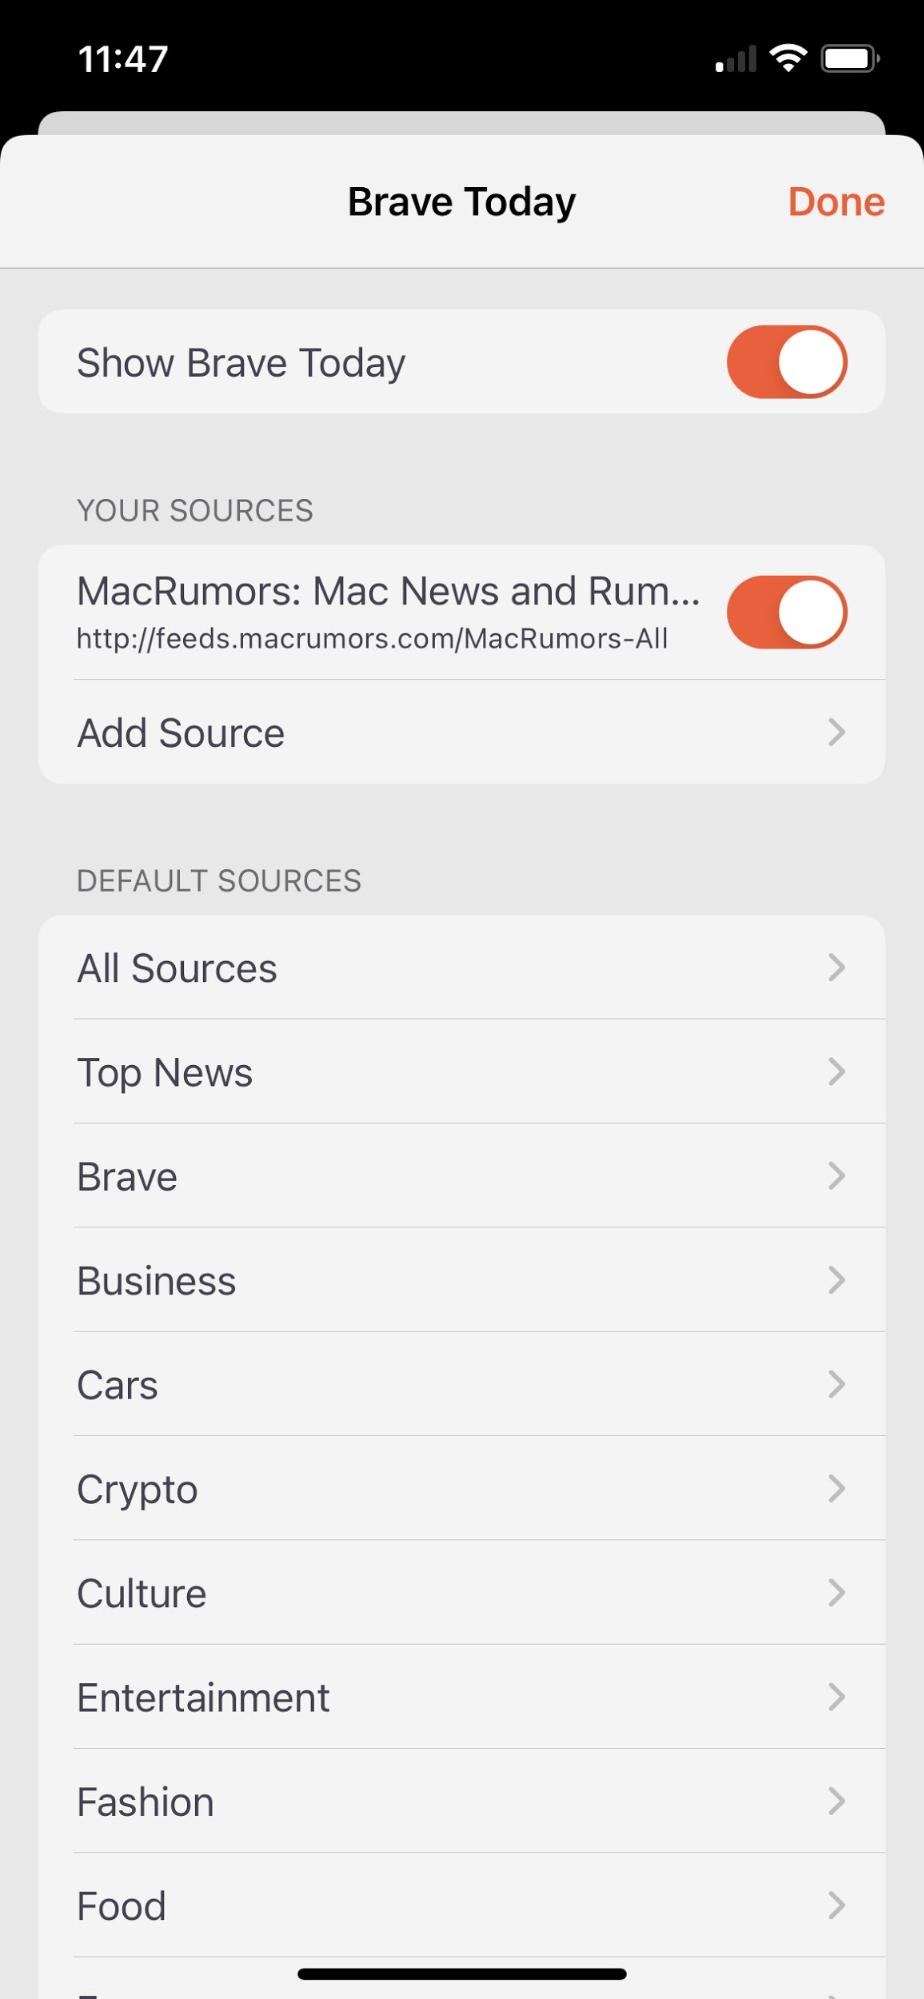 11:47
Brave Today
Done
Show Brave Today
YOUR SOURCES
MacRumors: Mac News and Rum...
http://feeds.macrumors.com/MacRumors-All
Add Source
DEFAULT SOURCES
All Sources
Top News
Brave
Business
Cars
Crypto
Culture
Entertainment
Fashion
Food